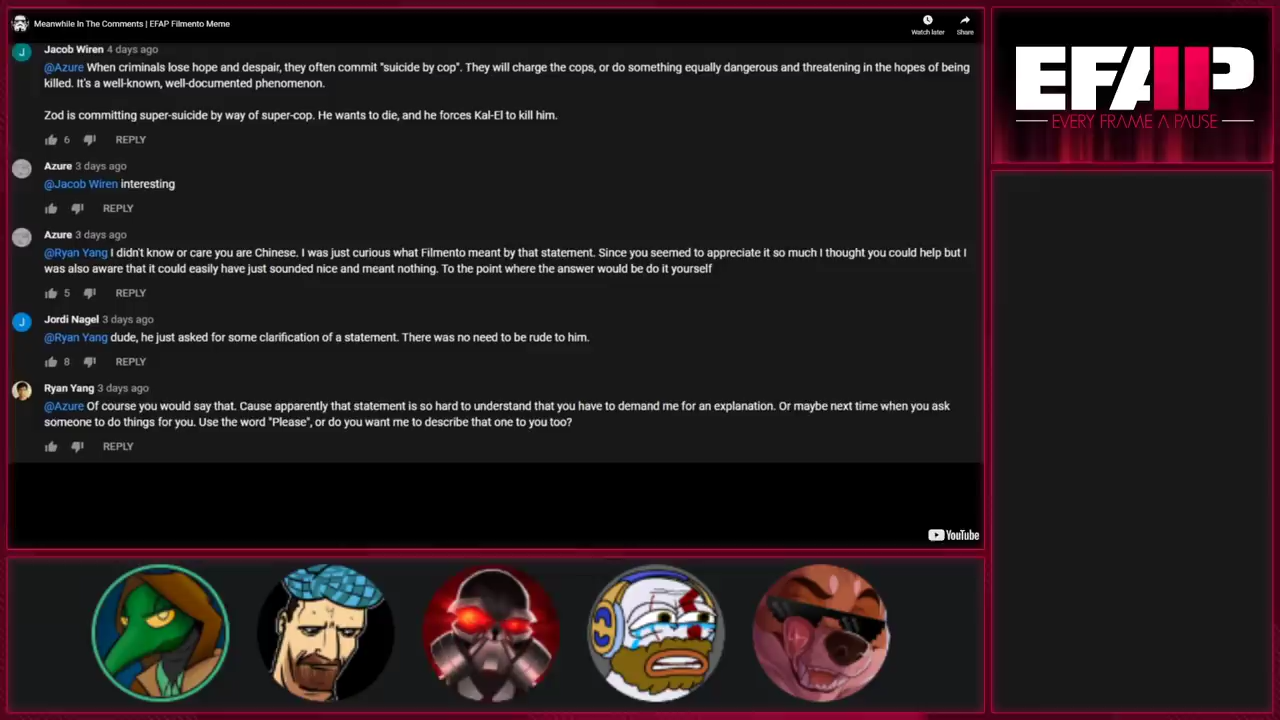 Meanwhile In The Comments | EFAP Filmento Meme
Watch later
Share
J
Jacob Wiren 4 days ago
@Azure When criminals lose hope and despair, they often commit "suicide by cop". They will charge the cops, or do something equally dangerous and threatening in the hopes of being
killed. It's a well-known, well-documented phenomenon.
Zod is committing super-suicide by way of super-cop. He wants to die, and he forces Kal-El to kill him.
6 REPLY
Azure 3 days ago
@Jacob Wiren interesting
REPLY
Azure 3 days ago
@Ryan Yang I didn't know or care you are Chinese. I was just curious what Filmento meant by that statement. Since you seemed to appreciate it so much I thought you could help but I
was also aware that it could easily have just sounded nice and meant nothing. To the point where the answer would be do it yourself
5 REPLY
J
Jordi Nagel 3 days ago
@Ryan Yang dude, he just asked for some clarification of a statement. There was no need to be rude to him.
8 REPLY
Ryan Yang 3 days ago
@Azure Of course you would say that. Cause apparently that statement is so hard to understand that you have to demand me for an explanation. Or maybe next time when you ask
someone to do things for you. Use the word "Please", or do you want me to describe that one to you too?
REPLY
YouTube
EFAP
EVERY FRAME A PAUSE